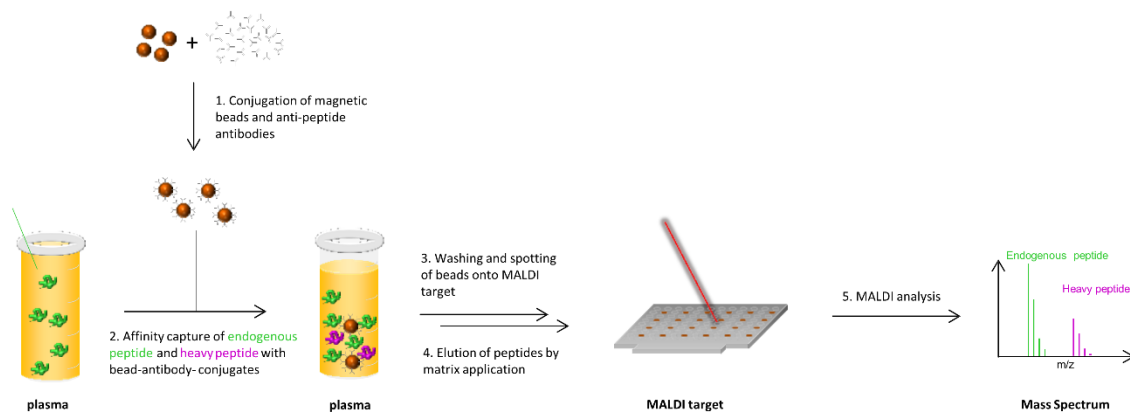 +
1. Conjugation of magnetic
beads and anti-peptide
antibodies
3. Washing and spotting
of beads onto MALDI
target
2. Affinity capture of endogenous
peptide and heavy peptide with
bead-antibody- conjugates
4. Elution of peptides by
matrix application
5. MALDI analysis
Endogenous peptide
Heavy peptide
m/z
plasma
plasma
MALDI target
Mass Spectrum